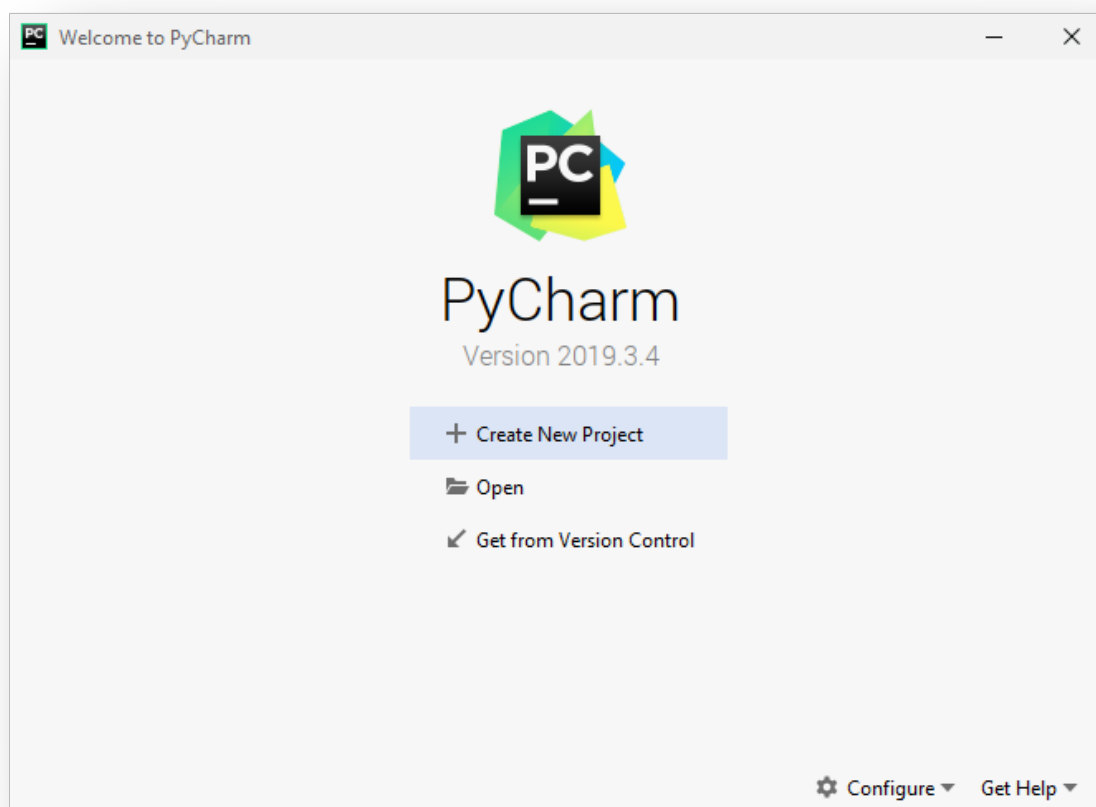 PC Welcome to PyCharm
PC
PyCharm
Version 2019.3.4
Create New Project
Open
Get from Version Control
Configure Get Help